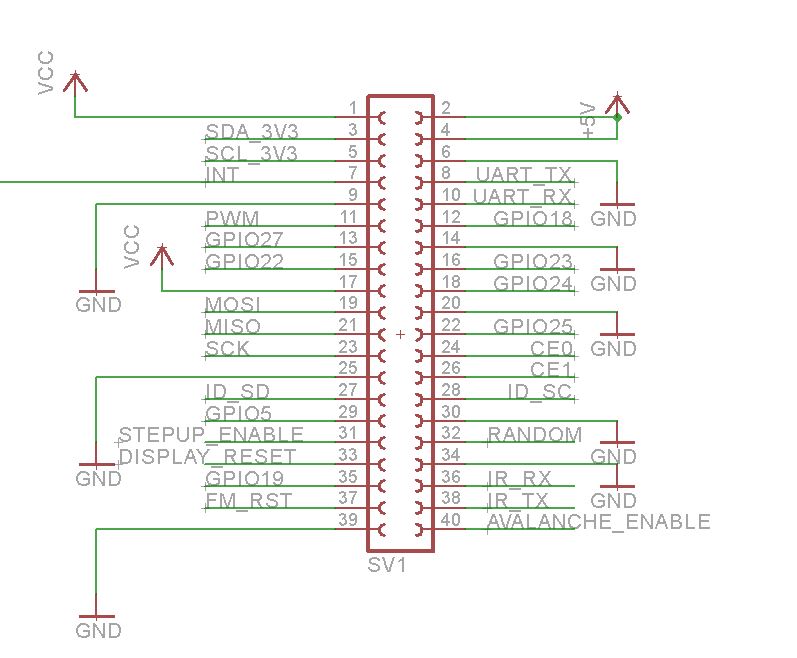 VCC
+5V
1 2
SDA_3V3 3 4
SCL_3V3 5 6
INT 7 8 UART_TX
9 10 UART_RX
GND
PWM 11 12 GPIO18
GPIO27 13 14
VCC
GPIO22 15 16 GPIO23
17 18 GPIO24
GND
GND
MOSI 19 20
MISO 21 22 GPIO25
SCK 23 24 CE0
GND
25 26 CE1
ID_SD 27 28 ID_SC
GPIO5 29 30
STEPUP_ENABLE 31 32 RANDOM
DISPLAY_RESET 33 34
GND
GND
GPIO19 35 36 IR_RX
FM_RST 37 38 IR_TX
GND
39 40 AVALANCHE_ENABLE
SV1
GND